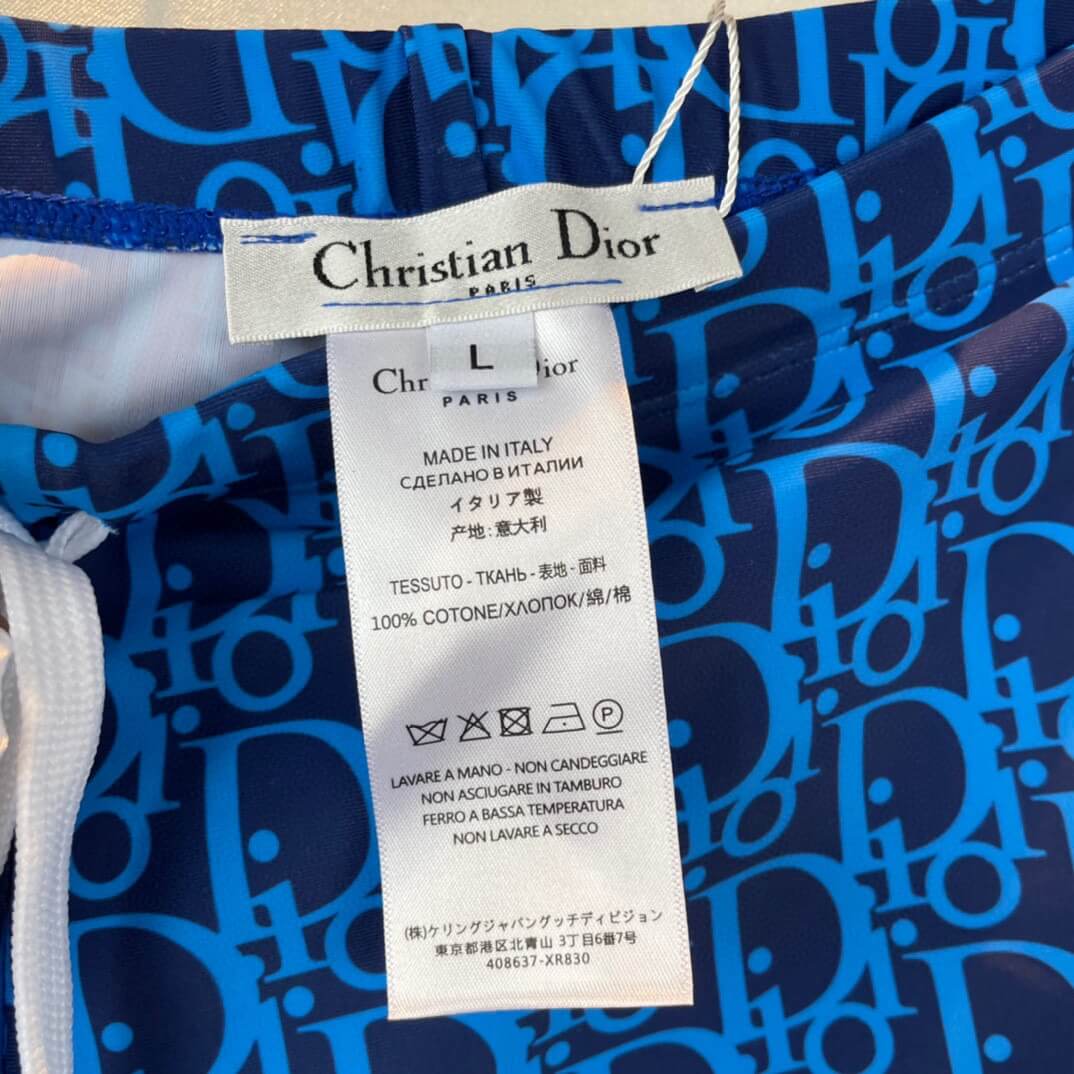 Christian Dior
PARIS
L
Chr ior
PARIS
MADE IN ITALY
СДЕЛАНО В ИТАЛИИ
イタリア製
产地:意大利
TESSUTO - ТКАНЬ - 表地 - 面料
100% COTONE/ХЛОПОК/綿/棉
P
LAVARE A MANO - NON CANDEGGIARE
NON ASCIUGARE IN TAMBURO
FERRO A BASSA TEMPERATURA
NON LAVARE A SECCO
(株)ケリングジャパングッチディビジョン
東京都港区北青山 3丁目6番7号
408637-XR830